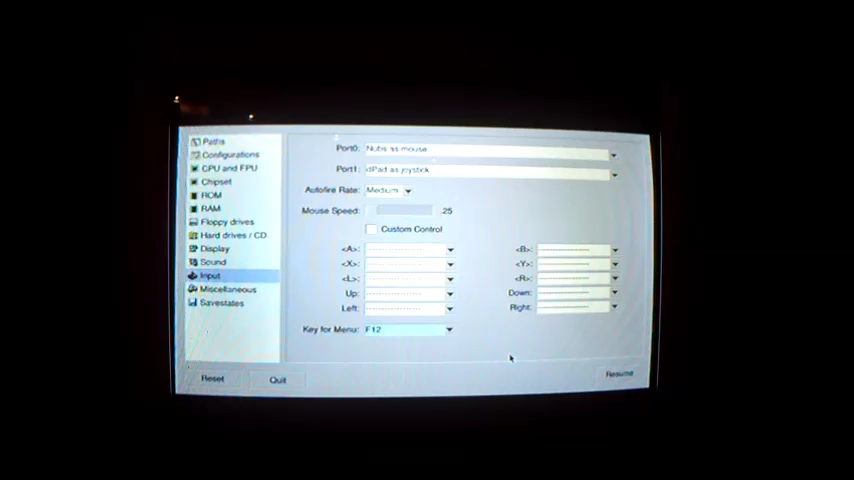 Paths
Configurations
CPU and FPU
Chipset
ROM
RAM
Floppy drives
Hard drives / CD
Display
Sound
Input
Miscellaneous
Savestates
Port0: Nubs as mouse
Port1: dPad as joystick
Autofire Rate: Medium
Mouse Speed: .25
Custom Control
<A>: <B>:
<X>: <Y>:
<L>: <R>:
Up: Down:
Left: Right:
Key for Menu: F12
Reset Quit Resume